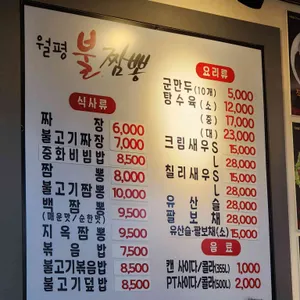 월평 불짬뽕
식사류
짜장 6,000
불고기짜장 7,000
중화비빔밥 8,500
짬뽕 8,000
불고기짬뽕 10,000
백짬뽕 9,500
(매운맛/순한맛)
지옥짬뽕 9,500
볶음밥 7,500
불고기볶음밥 8,500
불고기덮밥 8,500
요리류
군만두(10개) 5,000
탕수육(소) 12,000
(중) 17,000
(대) 23,000
크림새우S 15,000
L 28,000
칠리새우S 15,000
L 28,000
유산슬 28,000
팔보채 28,000
유산슬·팔보채(소) 15,000
음료
캔 사이다/콜라(355L) 1,000
PT사이다/콜라(500L) 2,000